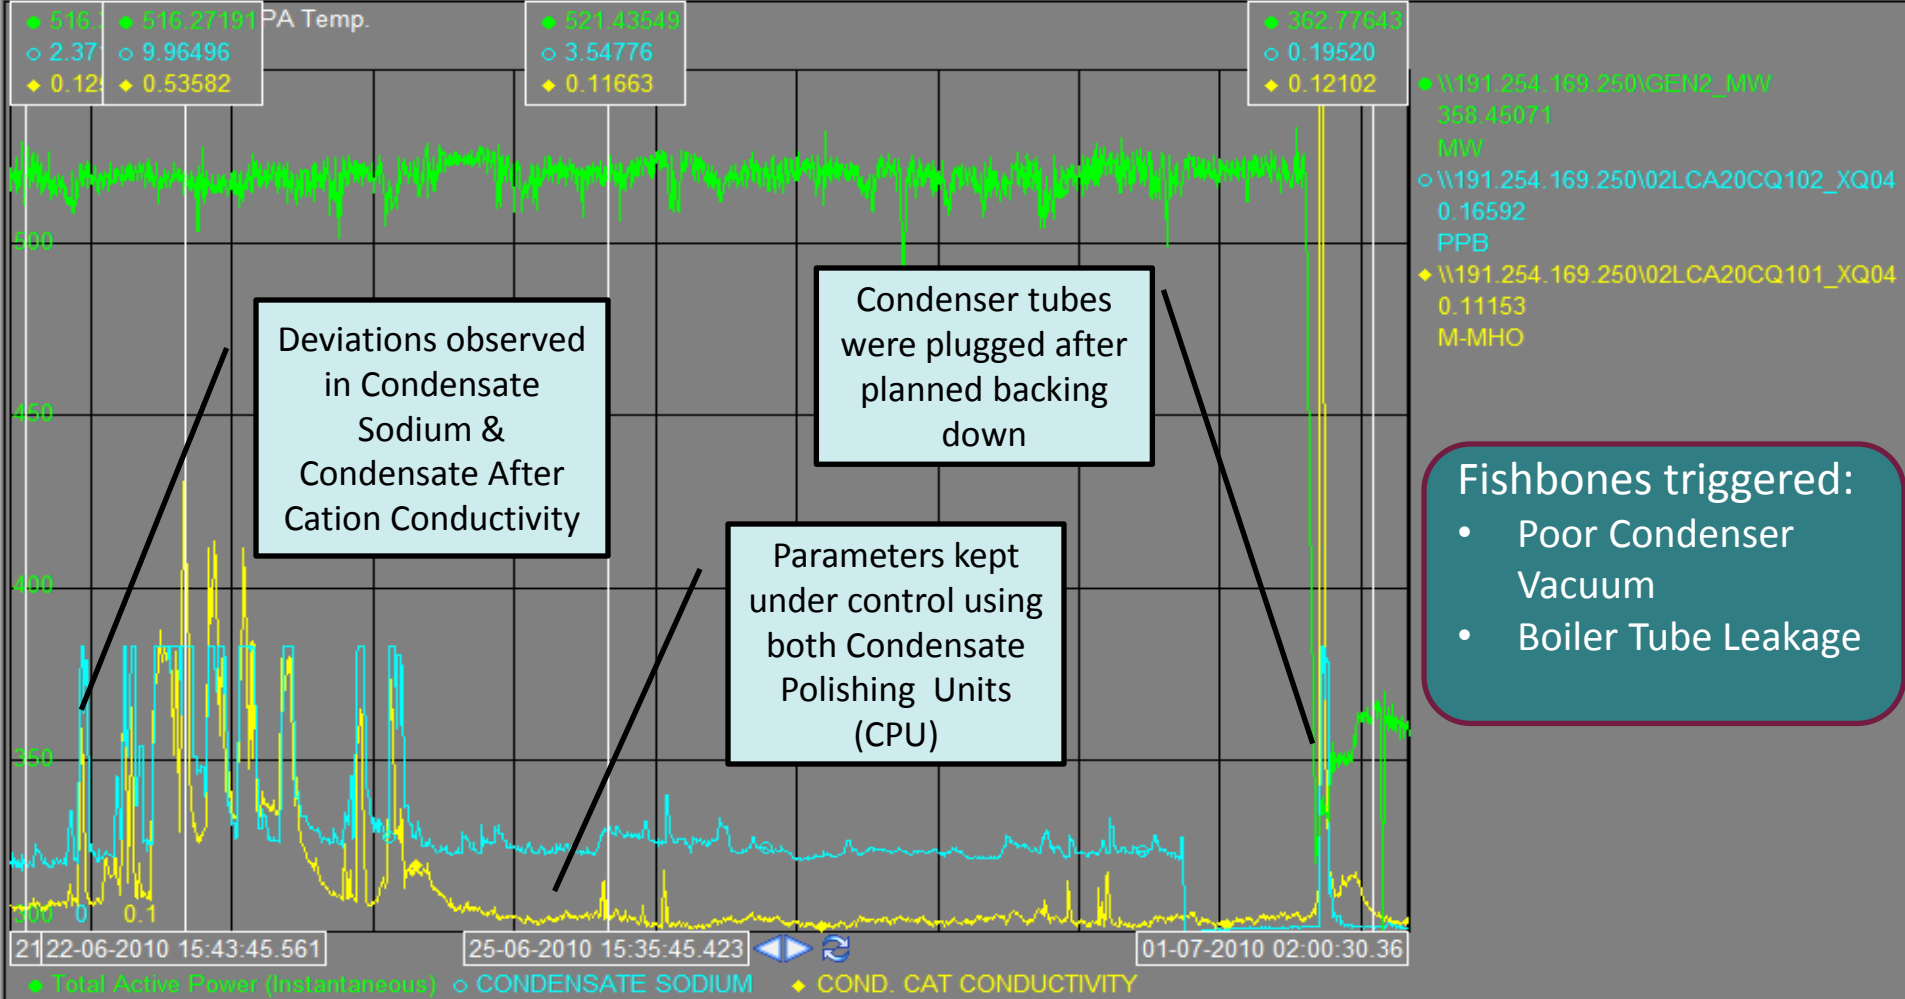 516.27191
9.96496
0.53582
PA Temp.
521.43549
3.54776
0.11663
362.77643
0.19520
0.12102
\\191.254.169.250\GEN2_MW
358.45071
MW
\\191.254.169.250\02LCA20CQ102_XQ04
0.16592
PPB
\\191.254.169.250\02LCA20CQ101_XQ04
0.11153
M-MHO
500
450
400
350
300
0
0.1
Deviations observed
in Condensate
Sodium &
Condensate After
Cation Conductivity
Condenser tubes
were plugged after
planned backing
down
Parameters kept
under control using
both Condensate
Polishing Units
(CPU)
Fishbones triggered:
• Poor Condenser
Vacuum
• Boiler Tube Leakage
21
22-06-2010 15:43:45.561
25-06-2010 15:35:45.423
01-07-2010 02:00:30.36
Total Active Power (Instantaneous)
CONDENSATE SODIUM
COND. CAT CONDUCTIVITY